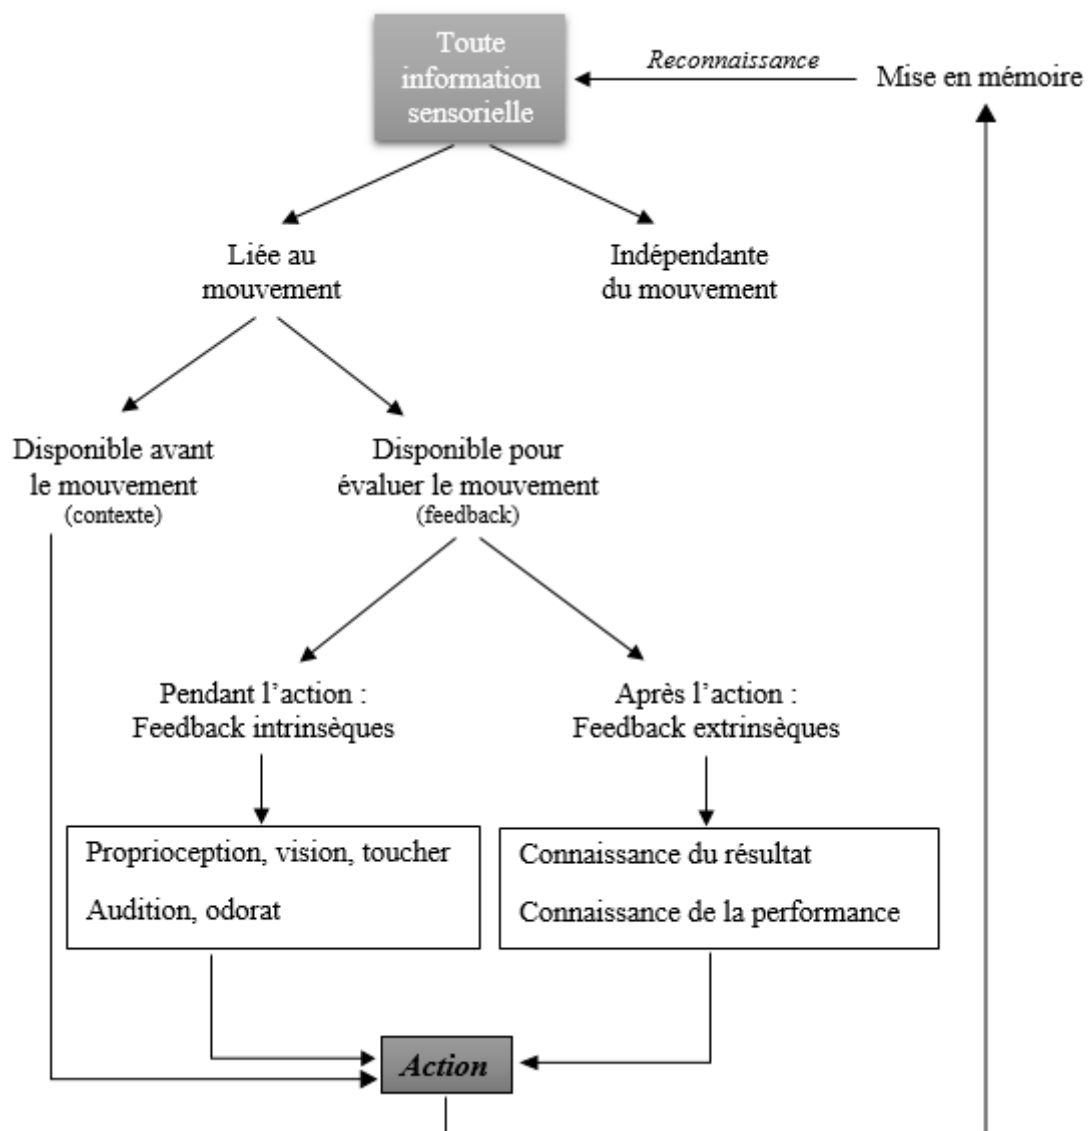 Toute
information
sensorielle
Reconnaissance
Mise en mémoire
Liée au
mouvement
Indépendante
du mouvement
Disponible avant
le mouvement
(contexte)
Disponible pour
évaluer le mouvement
(feedback)
Pendant l’action :
Feedback intrinsèques
Après l’action :
Feedback extrinsèques
Proprioception, vision, toucher
Audition, odorat
Connaissance du résultat
Connaissance de la performance
Action